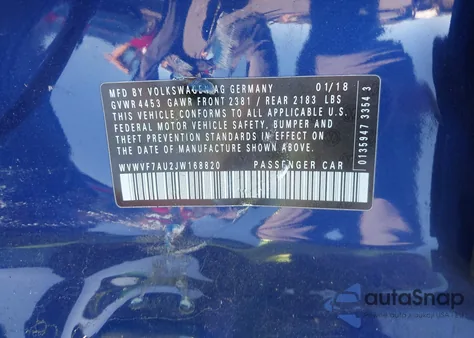 MFD BY VOLKSWAGEN AG GERMANY 01/18
GVWR 4453 GAWR FRONT 2381 / REAR 2183 LBS
THIS VEHICLE CONFORMS TO ALL APPLICABLE U.S.
FEDERAL MOTOR VEHICLE SAFETY, BUMPER AND
THEFT PREVENTION STANDARDS IN EFFECT ON
THE DATE OF MANUFACTURE SHOWN ABOVE.
WVWVF7AU2JW168820 PASSENGER CAR
0135947 3354 3
autoSnap